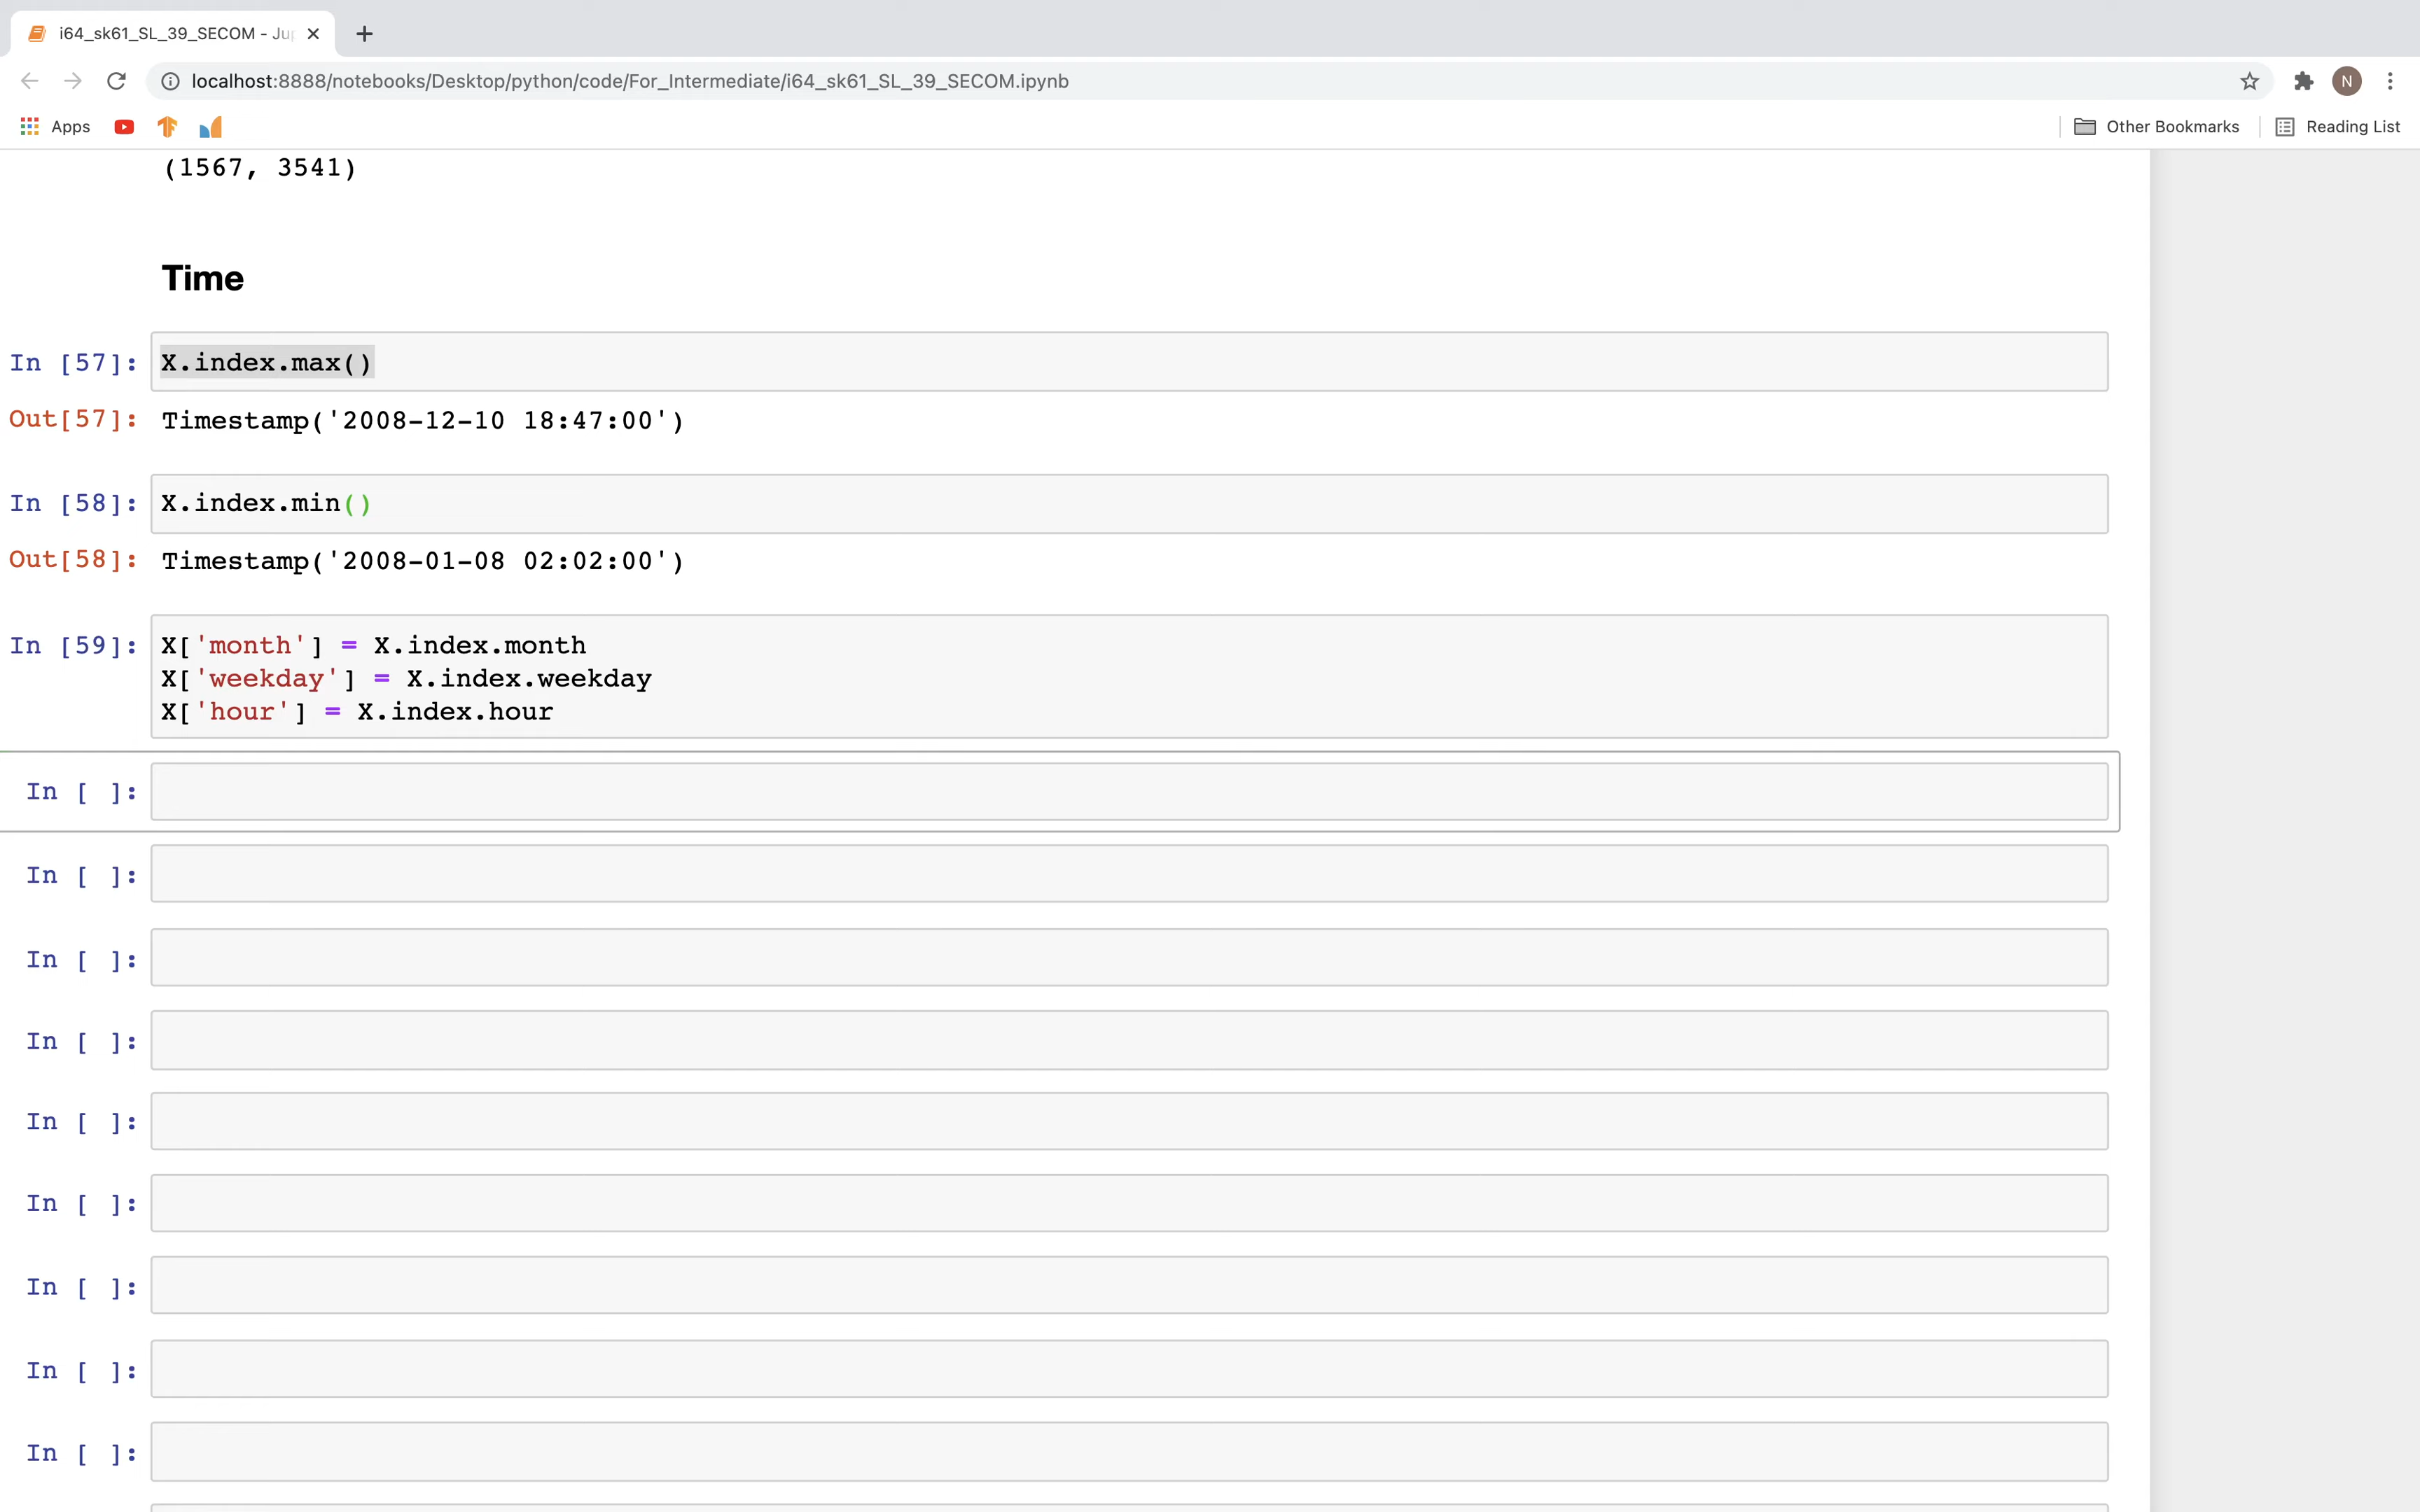 i64_sk61_SL_39_SECOM - Jup
localhost:8888/notebooks/Desktop/python/code/For_Intermediate/i64_sk61_SL_39_SECOM.ipynb
N
Apps
Other Bookmarks
Reading List
(1567, 3541)
Time
In [57]: X.index.max()
Out[57]: Timestamp('2008-12-10 18:47:00')
In [58]: X.index.min()
Out[58]: Timestamp('2008-01-08 02:02:00')
In [59]: X['month'] = X.index.month
X['weekday'] = X.index.weekday
X['hour'] = X.index.hour
In [ ]:
In [ ]:
In [ ]:
In [ ]:
In [ ]:
In [ ]:
In [ ]:
In [ ]:
In [ ]: